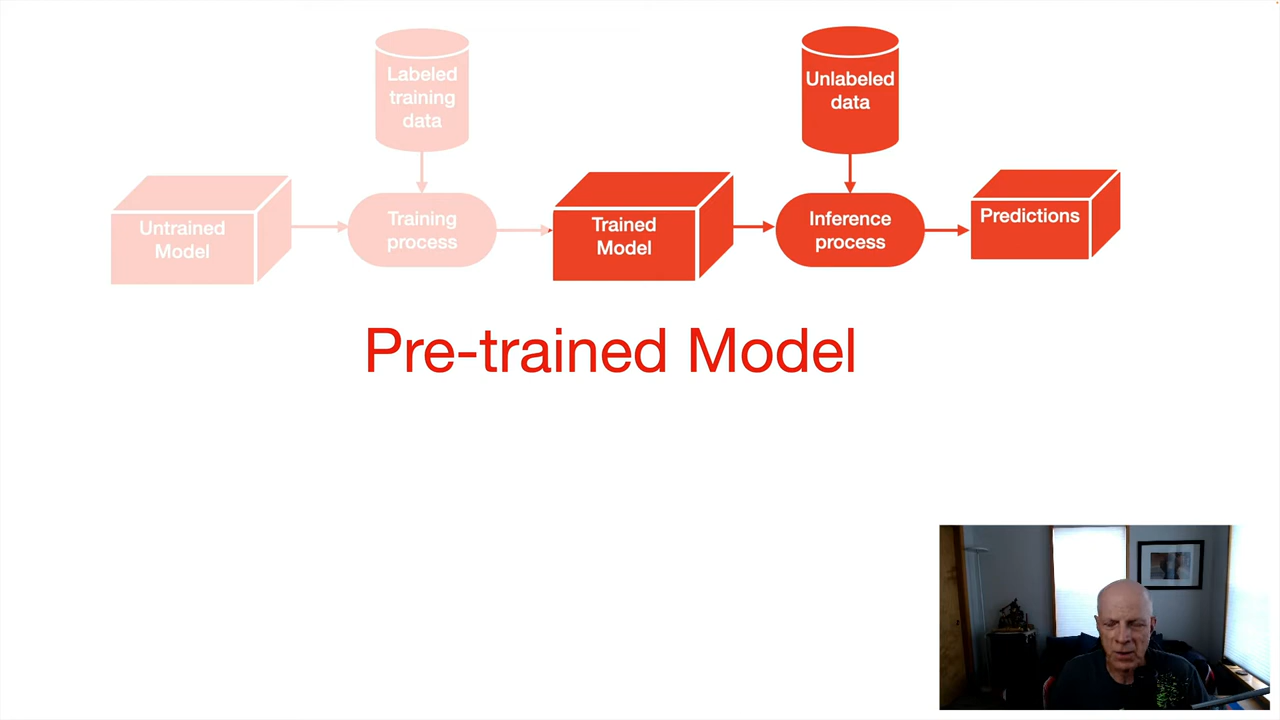 Labeled
training
data
Unlabeled
data
Untrained
Model
Training
process
Trained
Model
Inference
process
Predictions
Pre-trained Model